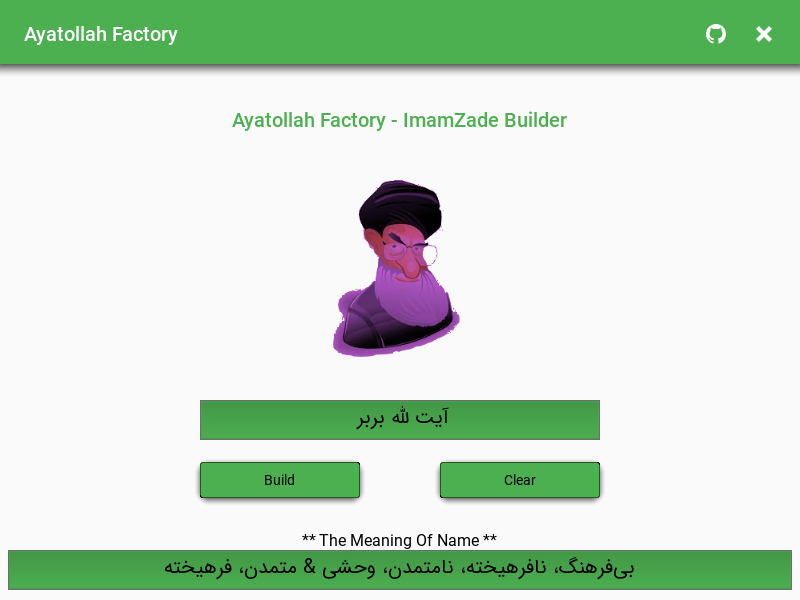 Ayatollah Factory
Ayatollah Factory - ImamZade Builder
آیت لله بربر
Build
Clear
** The Meaning Of Name **
بی‌فرهنگ، نافرهیخته، نامتمدن، وحشی & متمدن، فرهیخته